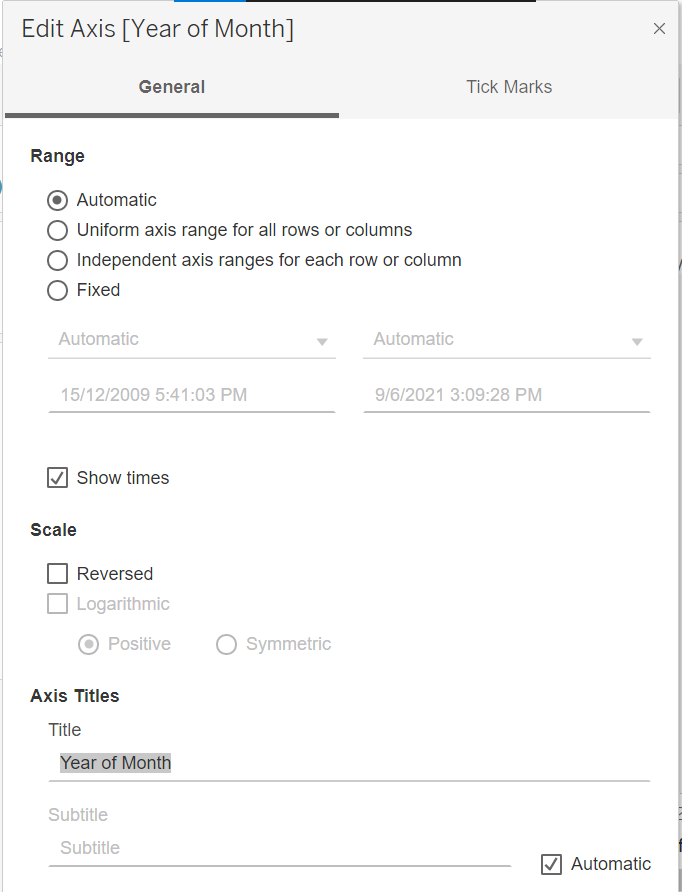 Edit Axis [Year of Month]
General Tick Marks
Range
Automatic
Uniform axis range for all rows or columns
Independent axis ranges for each row or column
Fixed
Automatic Automatic
15/12/2009 5:41:03 PM 9/6/2021 3:09:28 PM
Show times
Scale
Reversed
Logarithmic
Positive Symmetric
Axis Titles
Title
Year of Month
Subtitle
Subtitle
Automatic